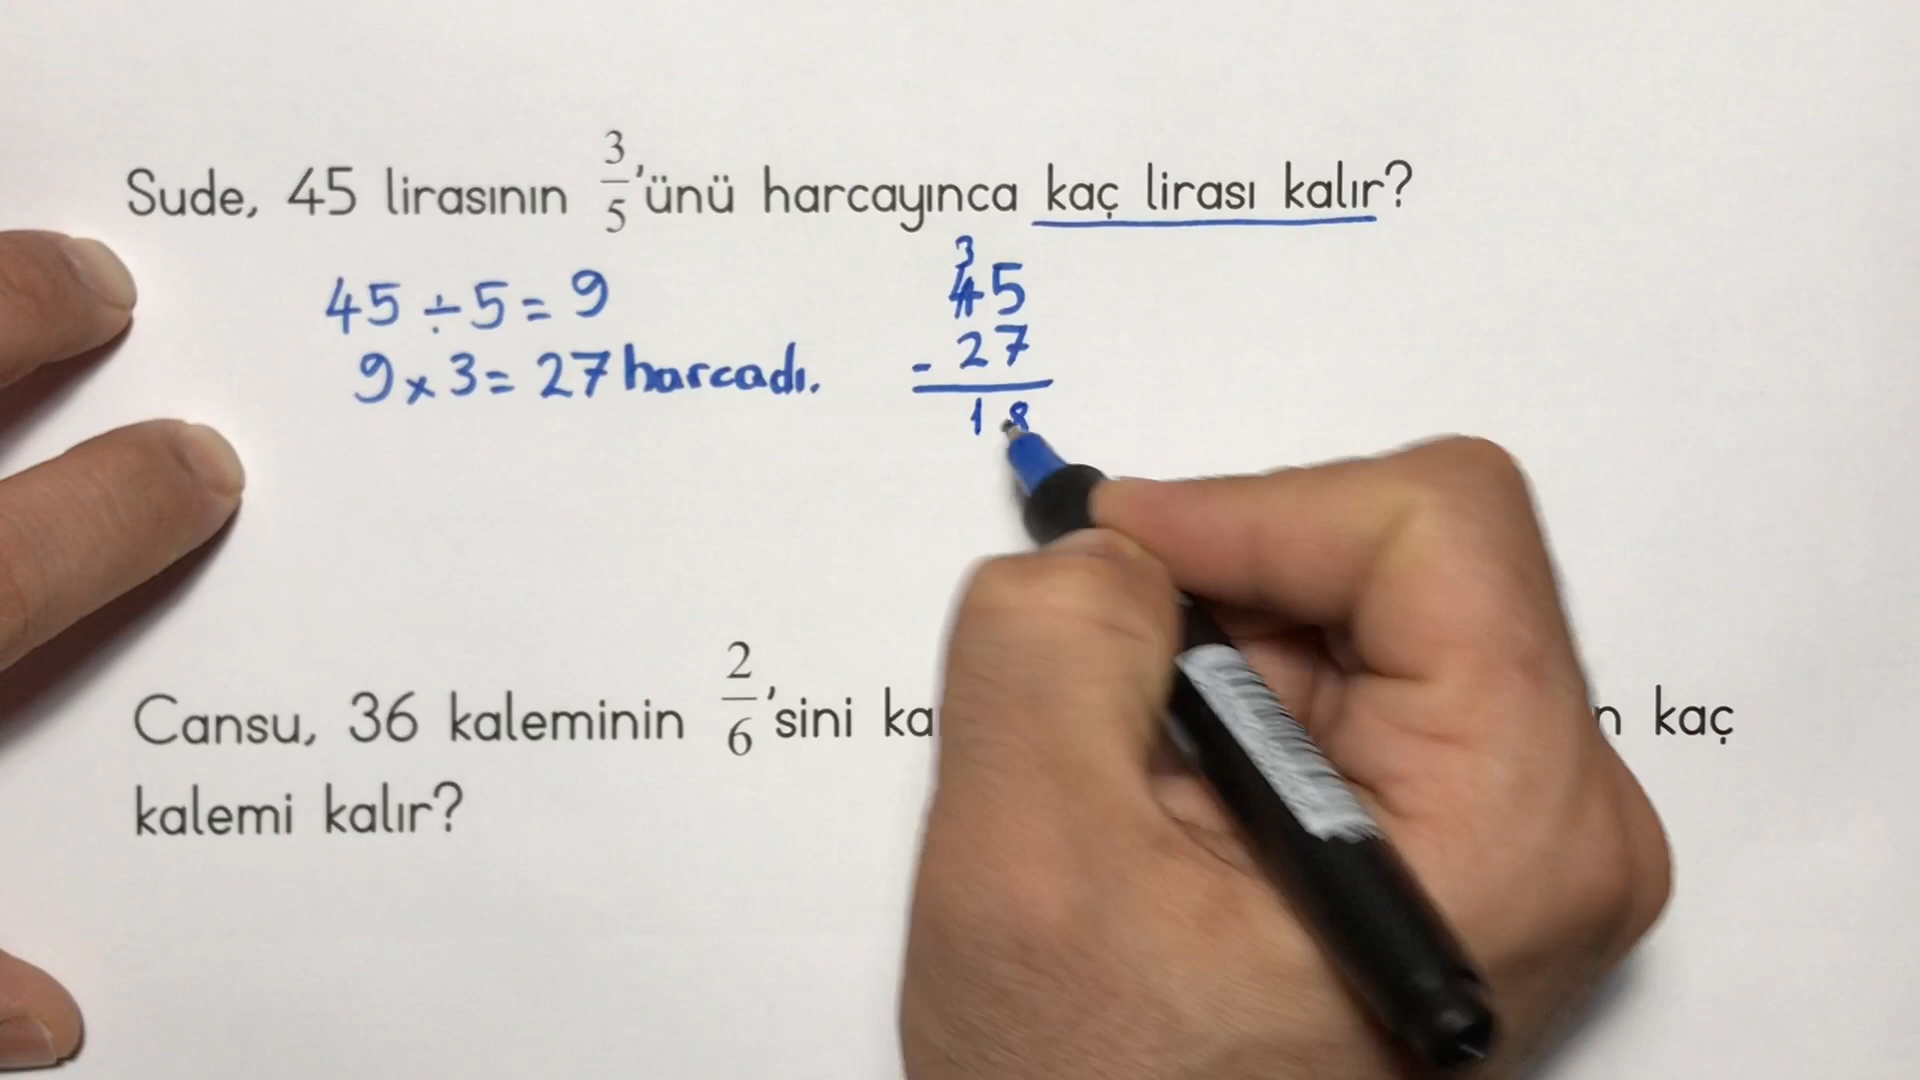 Sude, 45 lirasının 3/5'ünü harcayınca kaç lirası kalır?
45 ÷ 5 = 9
9 x 3 = 27 harcadı.
3
45
- 27
18
Cansu, 36 kaleminin 2/6'sini kaç
kalemi kalır?